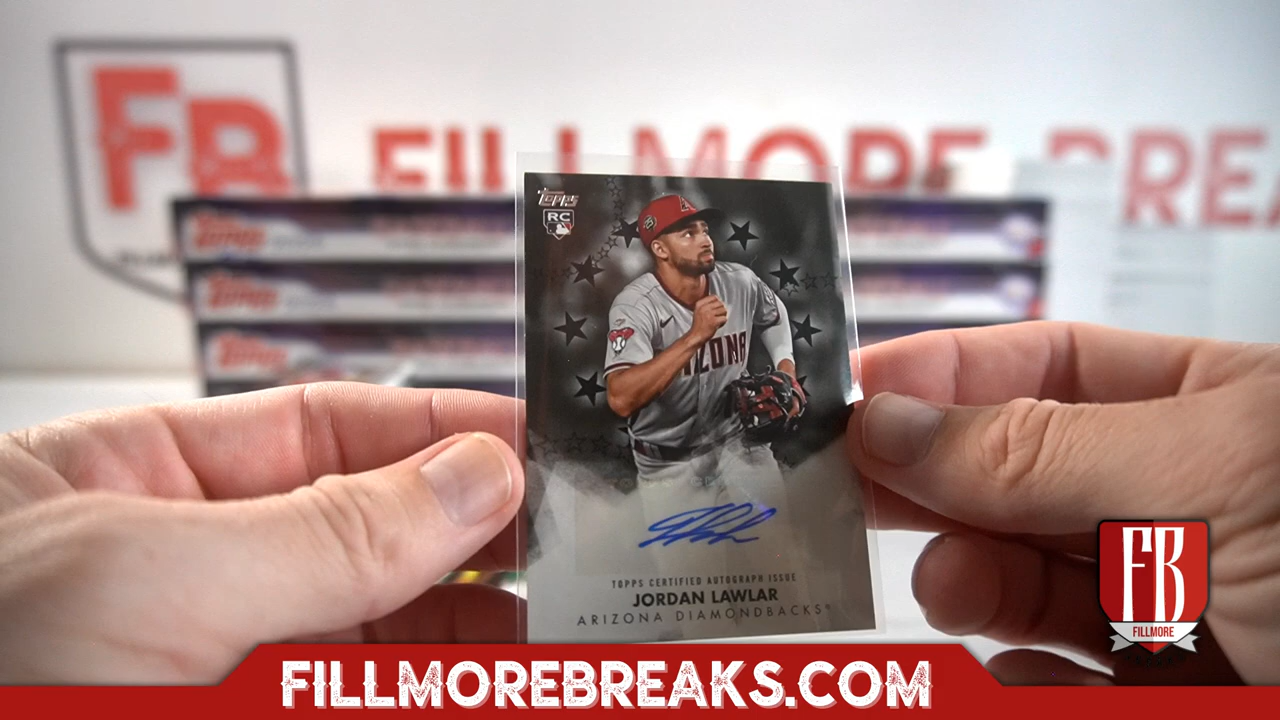 FB
FILLMORE BREA
TOPPS
TOPPS
TOPPS
TOPPS
RC
A
ARIZONA
TOPPS CERTIFIED AUTOGRAPH ISSUE
JORDAN LAWLAR
ARIZONA DIAMONDBACKS®
FB
FILLMORE
FILLMOREBREAKS.COM